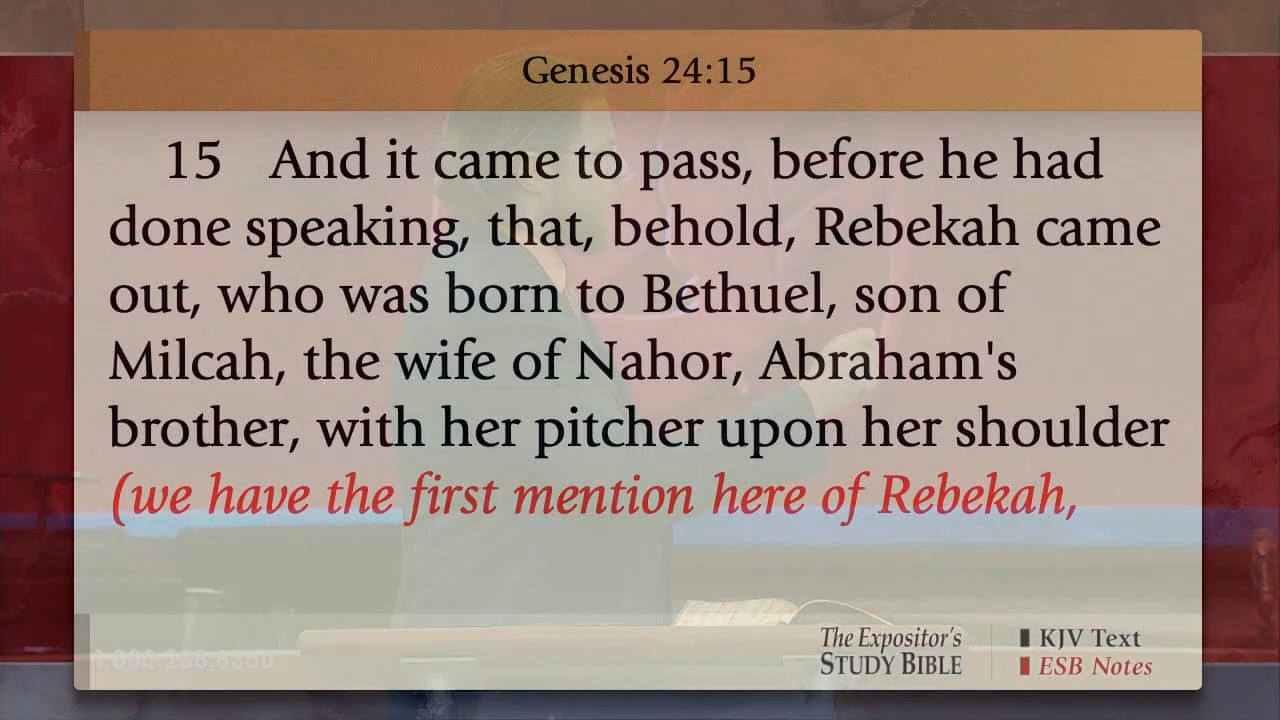 Genesis 24:15
15 And it came to pass, before he had
done speaking, that, behold, Rebekah came
out, who was born to Bethuel, son of
Milcah, the wife of Nahor, Abraham's
brother, with her pitcher upon her shoulder
(we have the first mention here of Rebekah,
The Expositor's
STUDY BIBLE
KJV Text
ESB Notes